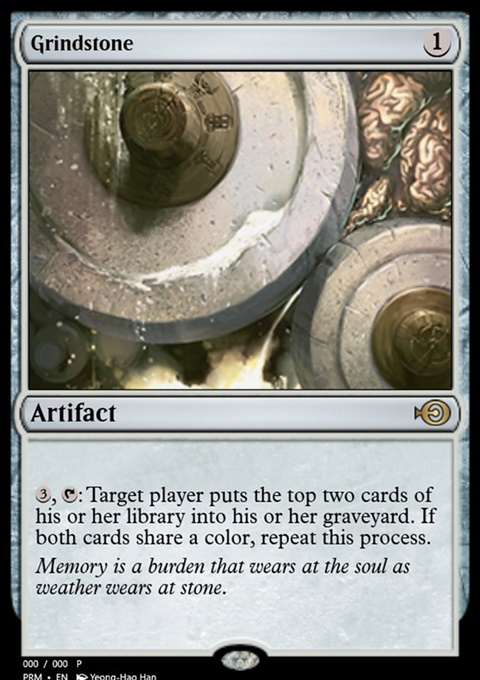 Grindstone 1
Artifact
3, : Target player puts the top two cards of
his or her library into his or her graveyard. If
both cards share a color, repeat this process.
Memory is a burden that wears at the soul as
weather wears at stone.
000 / 000 P
PRM • EN Yeong-Hao Han